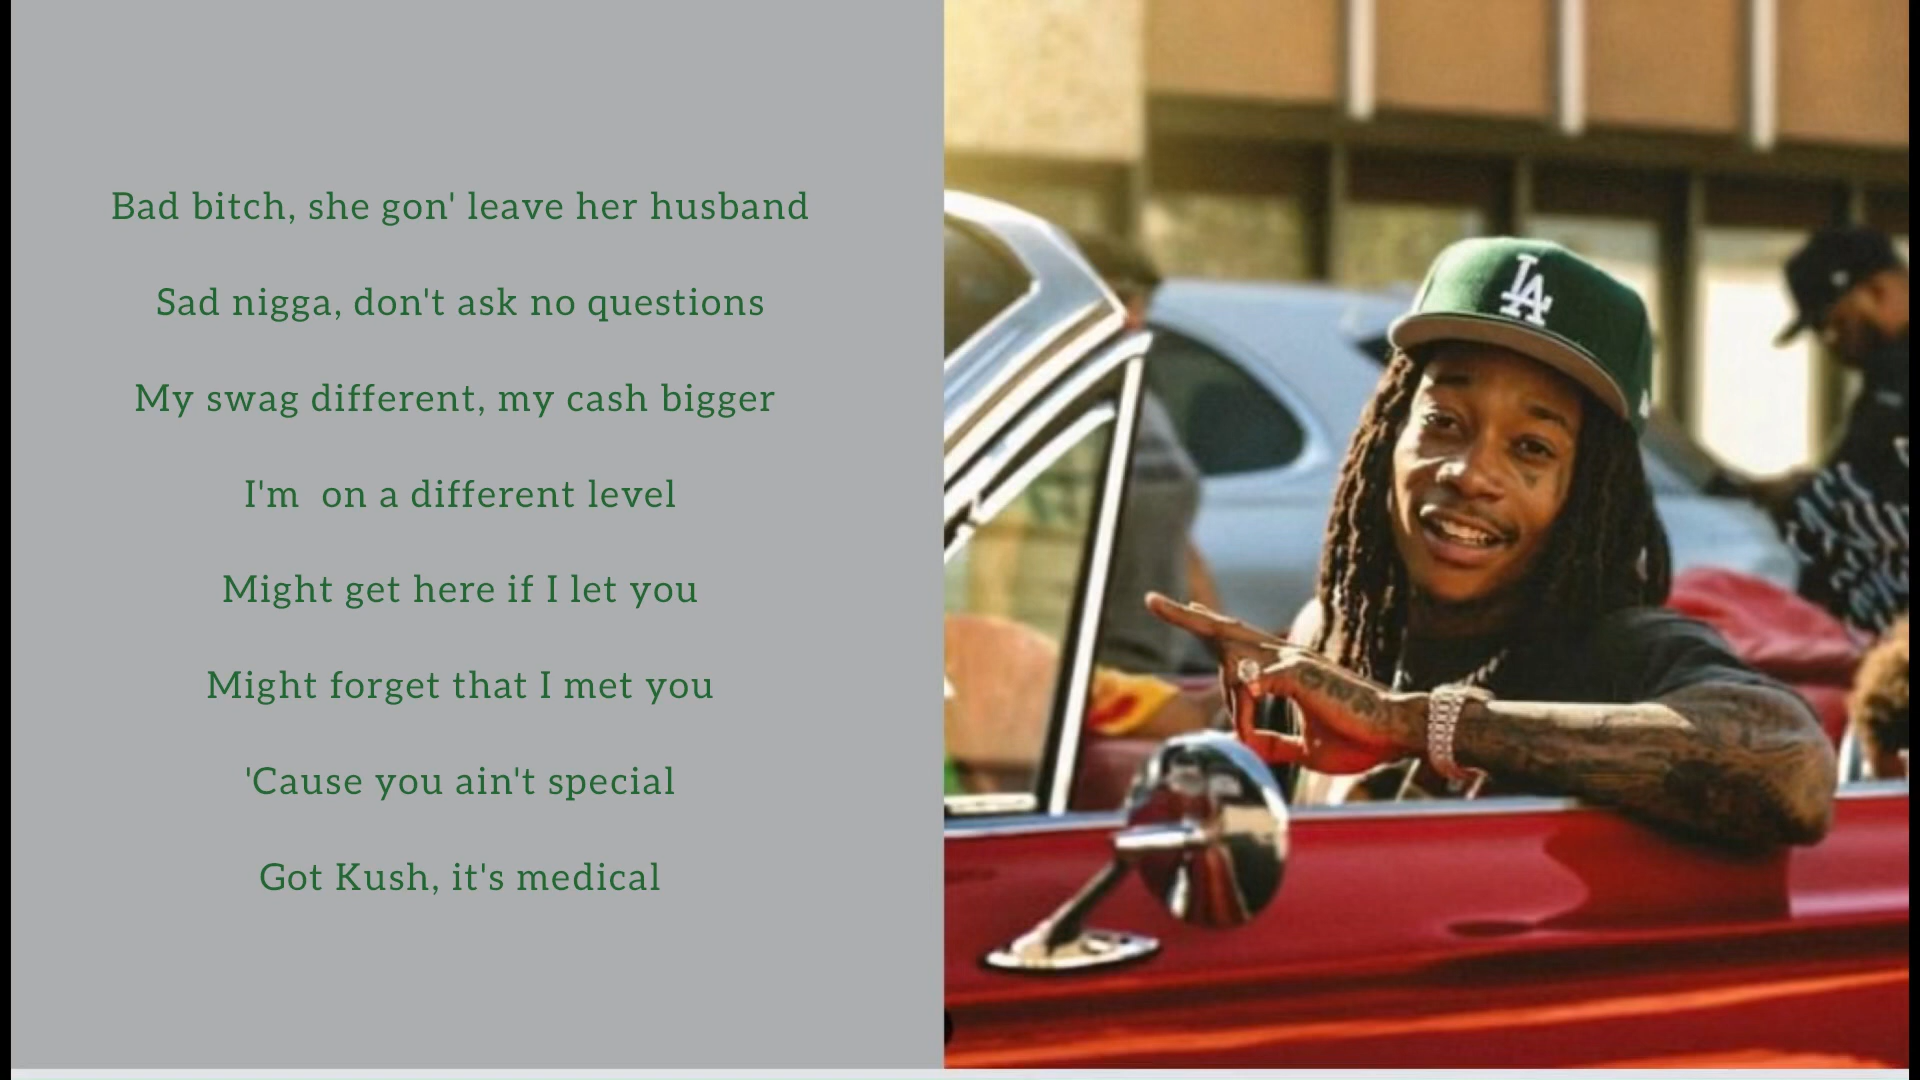 Bad bitch, she gon' leave her husband
Sad nigga, don't ask no questions
My swag different, my cash bigger
I'm  on a different level
Might get here if I let you
Might forget that I met you
'Cause you ain't special
Got Kush, it's medical
LA